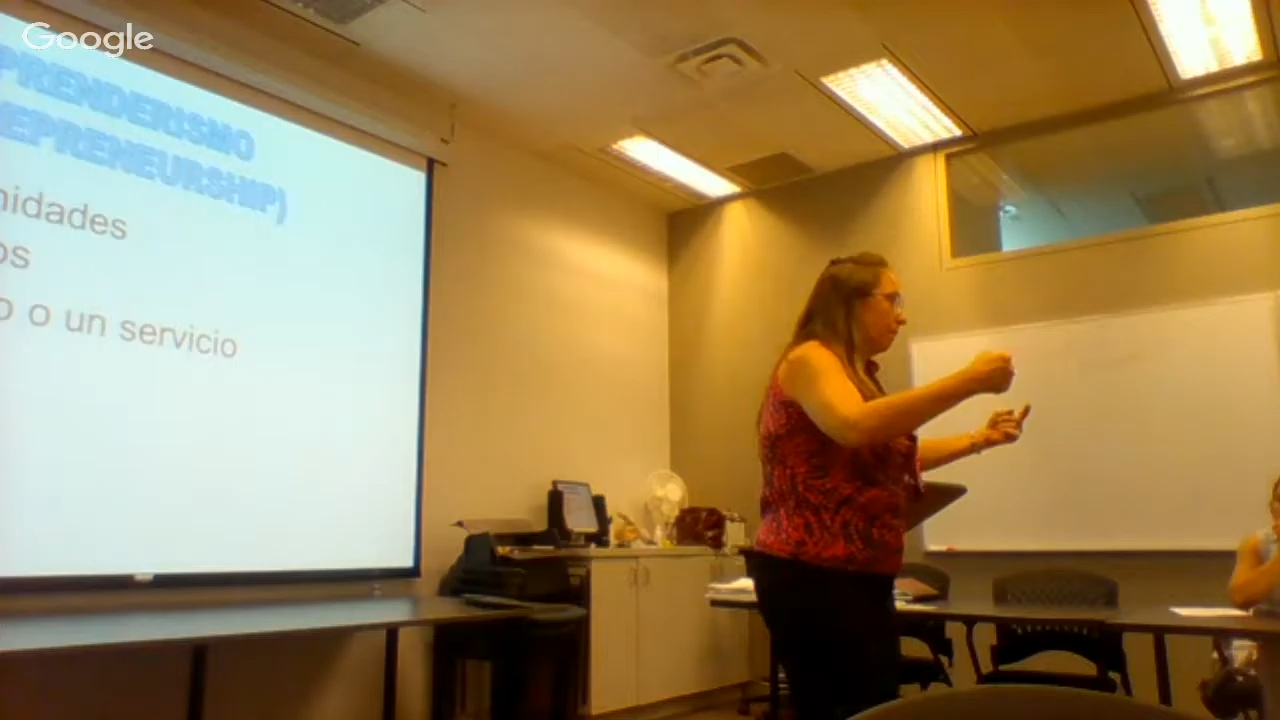 Google
PRENDERISMO
EPRENEURSHIP)
nidades
os
o o un servicio